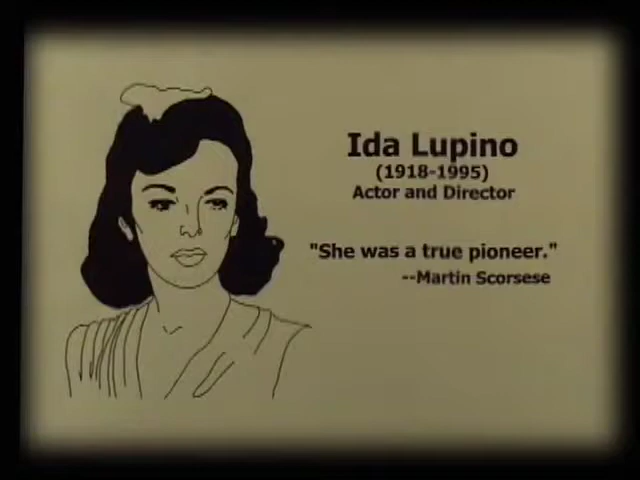 Ida Lupino
(1918-1995)
Actor and Director
"She was a true pioneer."
--Martin Scorsese